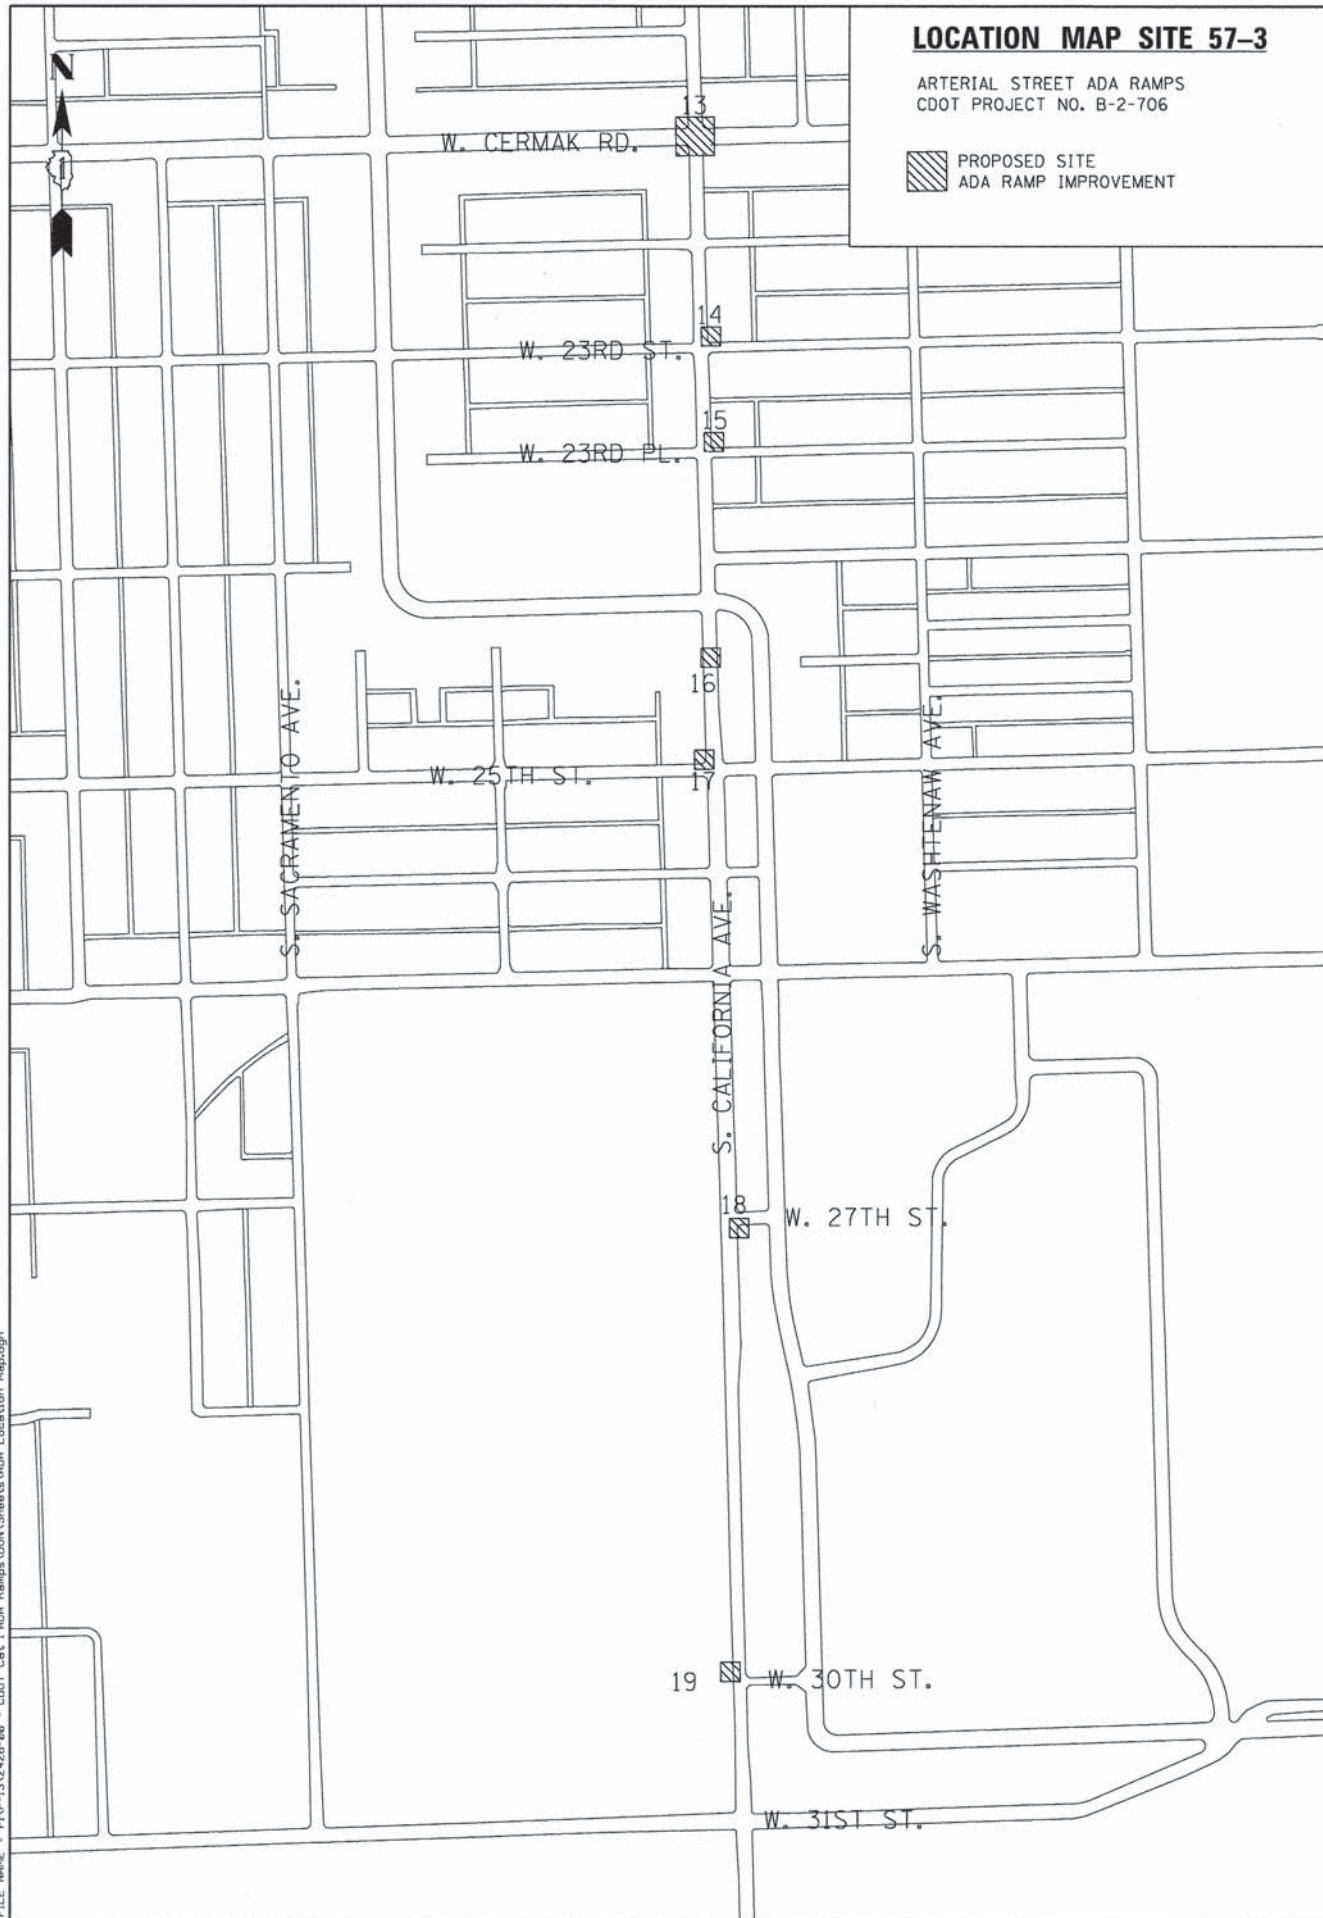 LOCATION MAP SITE 57–3
ARTERIAL STREET ADA RAMPS
CDOT PROJECT NO. B-2-706
PROPOSED SITE
ADA RAMP IMPROVEMENT
N
1
13
W. CERMAK RD.
14
W. 23RD ST.
15
W. 23RD PL.
16
S. SACRAMENTO AVE.
W. 25TH ST.
17
S. WASHTENAW AVE.
S. CALIFORNIA AVE.
18
W. 27TH ST.
19
W. 30TH ST.
W. 31ST ST.